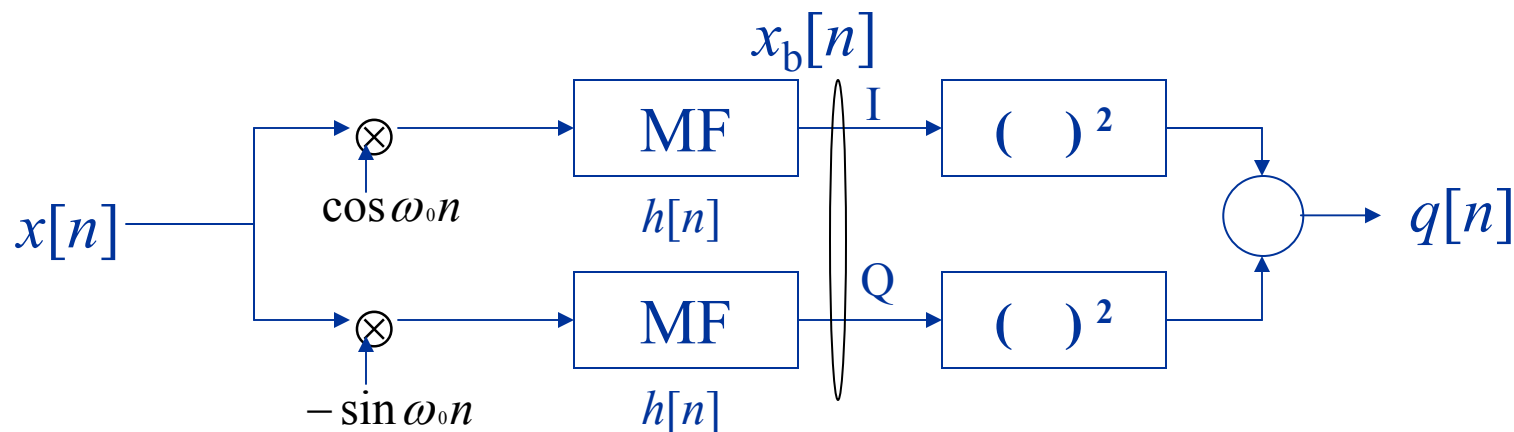 x_b[n]
I
MF
( )²
cos ω₀n
h[n]
x[n]
q[n]
Q
MF
( )²
− sin ω₀n
h[n]